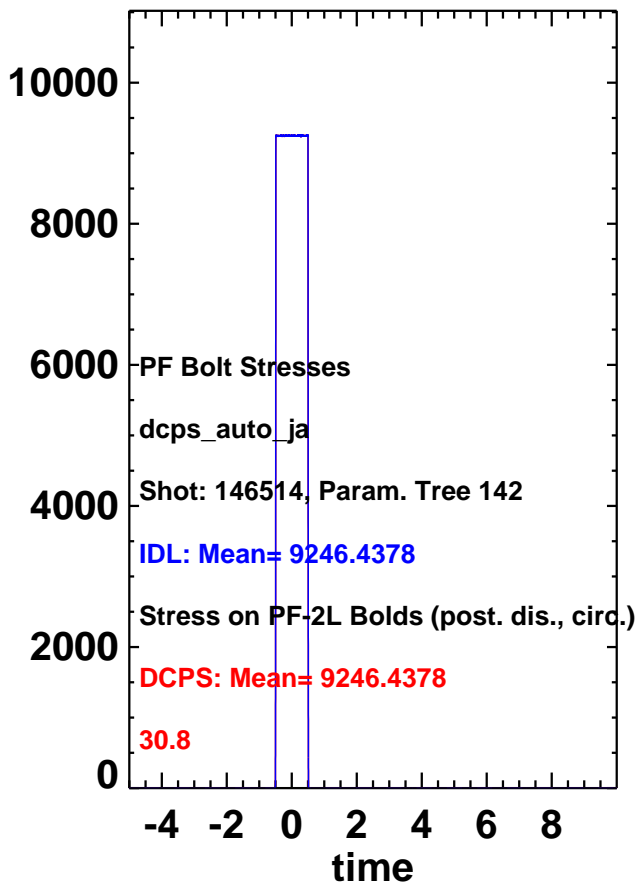 10000
8000
6000
4000
2000
0
PF Bolt Stresses
dcps_auto_ja
Shot: 146514, Param. Tree 142
IDL: Mean= 9246.4378
Stress on PF-2L Bolds (post. dis., circ.)
DCPS: Mean= 9246.4378
30.8
-4 -2 0 2 4 6 8
time